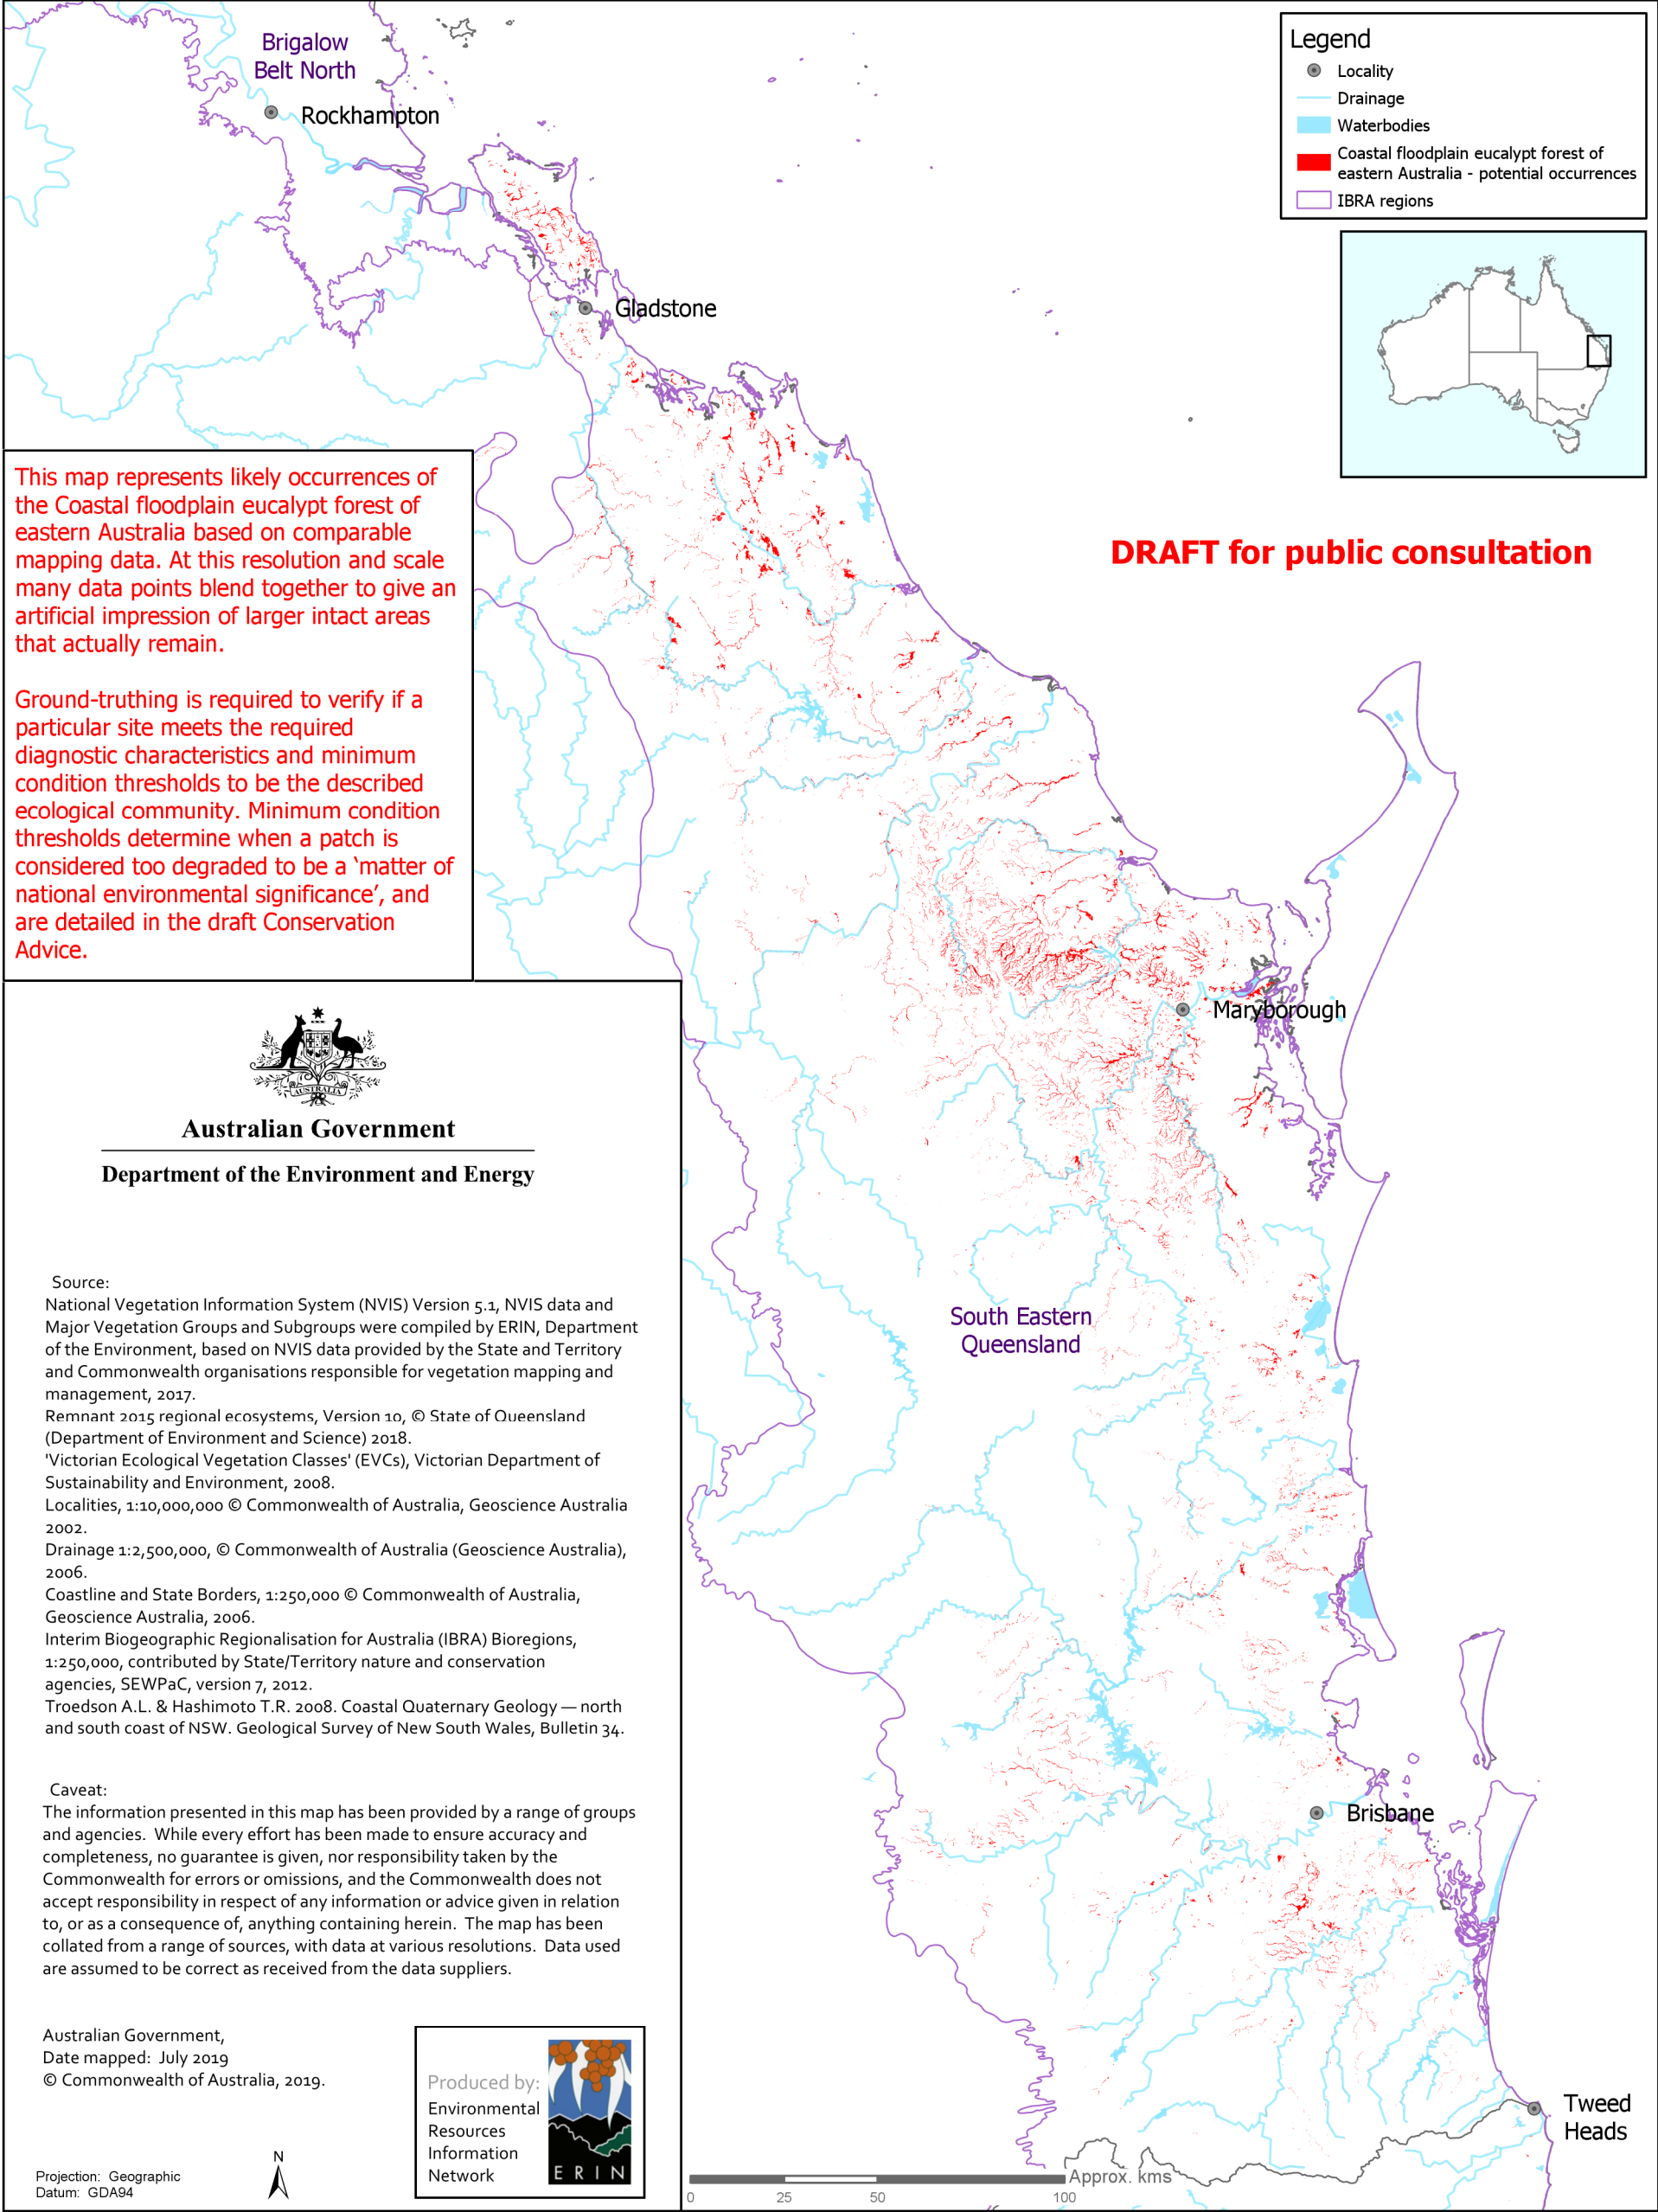 Brigalow
Belt North
Rockhampton
Gladstone
Legend
Locality
Drainage
Waterbodies
Coastal floodplain eucalypt forest of
eastern Australia - potential occurrences
IBRA regions
This map represents likely occurrences of
the Coastal floodplain eucalypt forest of
eastern Australia based on comparable
mapping data. At this resolution and scale
many data points blend together to give an
artificial impression of larger intact areas
that actually remain.
Ground-truthing is required to verify if a
particular site meets the required
diagnostic characteristics and minimum
condition thresholds to be the described
ecological community. Minimum condition
thresholds determine when a patch is
considered too degraded to be a ‘matter of
national environmental significance’, and
are detailed in the draft Conservation
Advice.
DRAFT for public consultation
Maryborough
South Eastern
Queensland
Brisbane
Tweed
Heads
AUSTRALIA
Australian Government
Department of the Environment and Energy
Source:
National Vegetation Information System (NVIS) Version 5.1, NVIS data and
Major Vegetation Groups and Subgroups were compiled by ERIN, Department
of the Environment, based on NVIS data provided by the State and Territory
and Commonwealth organisations responsible for vegetation mapping and
management, 2017.
Remnant 2015 regional ecosystems, Version 10, © State of Queensland
(Department of Environment and Science) 2018.
'Victorian Ecological Vegetation Classes' (EVCs), Victorian Department of
Sustainability and Environment, 2008.
Localities, 1:10,000,000 © Commonwealth of Australia, Geoscience Australia
2002.
Drainage 1:2,500,000, © Commonwealth of Australia (Geoscience Australia),
2006.
Coastline and State Borders, 1:250,000 © Commonwealth of Australia,
Geoscience Australia, 2006.
Interim Biogeographic Regionalisation for Australia (IBRA) Bioregions,
1:250,000, contributed by State/Territory nature and conservation
agencies, SEWPaC, version 7, 2012.
Troedson A.L. & Hashimoto T.R. 2008. Coastal Quaternary Geology — north
and south coast of NSW. Geological Survey of New South Wales, Bulletin 34.
Caveat:
The information presented in this map has been provided by a range of groups
and agencies. While every effort has been made to ensure accuracy and
completeness, no guarantee is given, nor responsibility taken by the
Commonwealth for errors or omissions, and the Commonwealth does not
accept responsibility in respect of any information or advice given in relation
to, or as a consequence of, anything containing herein. The map has been
collated from a range of sources, with data at various resolutions. Data used
are assumed to be correct as received from the data suppliers.
Australian Government,
Date mapped: July 2019
© Commonwealth of Australia, 2019.
Produced by:
Environmental
Resources
Information
Network
ERIN
N
Projection: Geographic
Datum: GDA94
Approx. kms
0 25 50 100